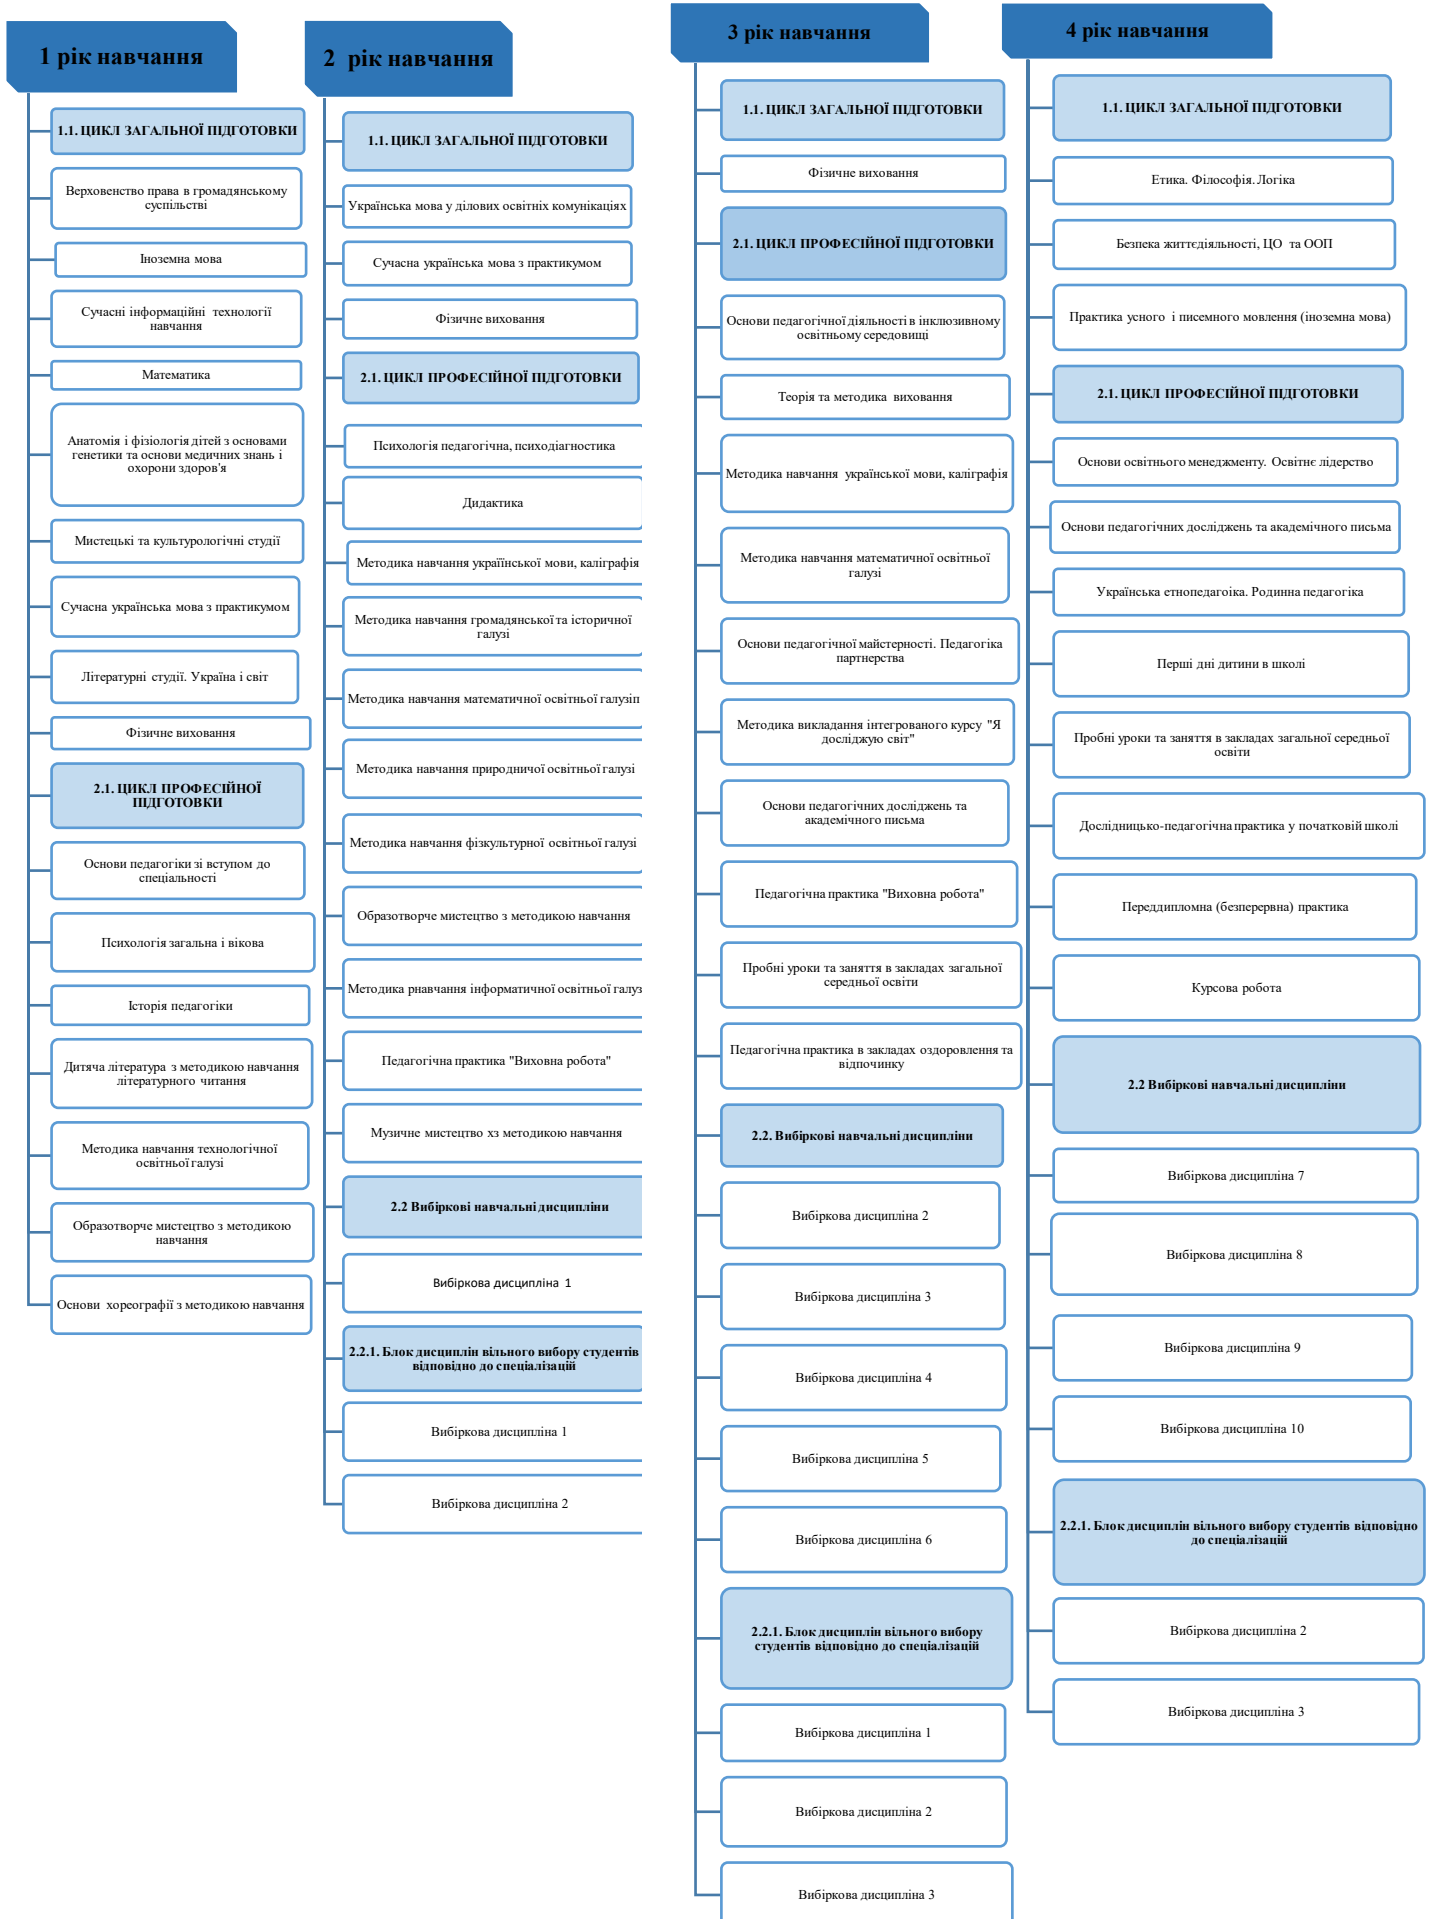 1 рік навчання
1.1. ЦИКЛ ЗАГАЛЬНОЇ ПІДГОТОВКИ
Верховенство права в громадянському
суспільстві
Іноземна мова
Сучасні інформаційні технології
навчання
Математика
Анатомія і фізіологія дітей з основами
генетики та основи медичних знань і
охорони здоров'я
Мистецькі та культурологічні студії
Сучасна українська мова з практикумом
Літературні студії. Україна і світ
Фізичне виховання
2.1. ЦИКЛ ПРОФЕСІЙНОЇ
ПІДГОТОВКИ
Основи педагогіки зі вступом до
спеціальності
Психологія загальна і вікова
Історія педагогіки
Дитяча література з методикою навчання
літературного читання
Методика навчання технологічної
освітньої галузі
Образотворче мистецтво з методикою
навчання
Основи хореографії з методикою навчання
2 рік навчання
1.1. ЦИКЛ ЗАГАЛЬНОЇ ПІДГОТОВКИ
Українська мова у ділових освітніх комунікаціях
Сучасна українська мова з практикумом
Фізичне виховання
2.1. ЦИКЛ ПРОФЕСІЙНОЇ ПІДГОТОВКИ
Психологія педагогічна, психодіагностика
Дидактика
Методика навчання україїнської мови, каліграфія
Методика навчання громадянської та історичної
галузі
Методика навчання математичної освітньої галузіп
Методика навчання природничої освітньої галузі
Методика навчання фізкультурної освітньої галузі
Образотворче мистецтво з методикою навчання
Методика рнавчання інформатичної освітньої галуз
Педагогічна практика "Виховна робота"
Музичне мистецтво хз методикою навчання
2.2 Вибіркові навчальні дисципліни
Вибіркова дисципліна 1
2.2.1. Блок дисциплін вільного вибору студентів
відповідно до спеціалізацій
Вибіркова дисципліна 1
Вибіркова дисципліна 2
3 рік навчання
1.1. ЦИКЛ ЗАГАЛЬНОЇ ПІДГОТОВКИ
Фізичне виховання
2.1. ЦИКЛ ПРОФЕСІЙНОЇ ПІДГОТОВКИ
Основи педагогічної діяльності в інклюзивному
освітньому середовищі
Теорія та методика виховання
Методика навчання української мови, каліграфія
Методика навчання математичної освітньої
галузі
Основи педагогічної майстерності. Педагогіка
партнерства
Методика викладання інтегрованого курсу "Я
досліджую світ"
Основи педагогічних досліджень та
академічного письма
Педагогічна практика "Виховна робота"
Пробні уроки та заняття в закладах загальної
середньої освіти
Педагогічна практика в закладах оздоровлення та
відпочинку
2.2. Вибіркові навчальні дисципліни
Вибіркова дисципліна 2
Вибіркова дисципліна 3
Вибіркова дисципліна 4
Вибіркова дисципліна 5
Вибіркова дисципліна 6
2.2.1. Блок дисциплін вільного вибору
студентів відповідно до спеціалізацій
Вибіркова дисципліна 1
Вибіркова дисципліна 2
Вибіркова дисципліна 3
4 рік навчання
1.1. ЦИКЛ ЗАГАЛЬНОЇ ПІДГОТОВКИ
Етика. Філософія. Логіка
Безпека життєдіяльності, ЦО та ООП
Практика усного і писемного мовлення (іноземна мова)
2.1. ЦИКЛ ПРОФЕСІЙНОЇ ПІДГОТОВКИ
Основи освітнього менеджменту. Освітнє лідерство
Основи педагогічних досліджень та академічного письма
Українська етнопедагоіка. Родинна педагогіка
Перші дні дитини в школі
Пробні уроки та заняття в закладах загальної середньої
освіти
Дослідницько-педагогічна практика у початковій школі
Переддипломна (безперервна) практика
Курсова робота
2.2 Вибіркові навчальні дисципліни
Вибіркова дисципліна 7
Вибіркова дисципліна 8
Вибіркова дисципліна 9
Вибіркова дисципліна 10
2.2.1. Блок дисциплін вільного вибору студентів відповідно
до спеціалізацій
Вибіркова дисципліна 2
Вибіркова дисципліна 3